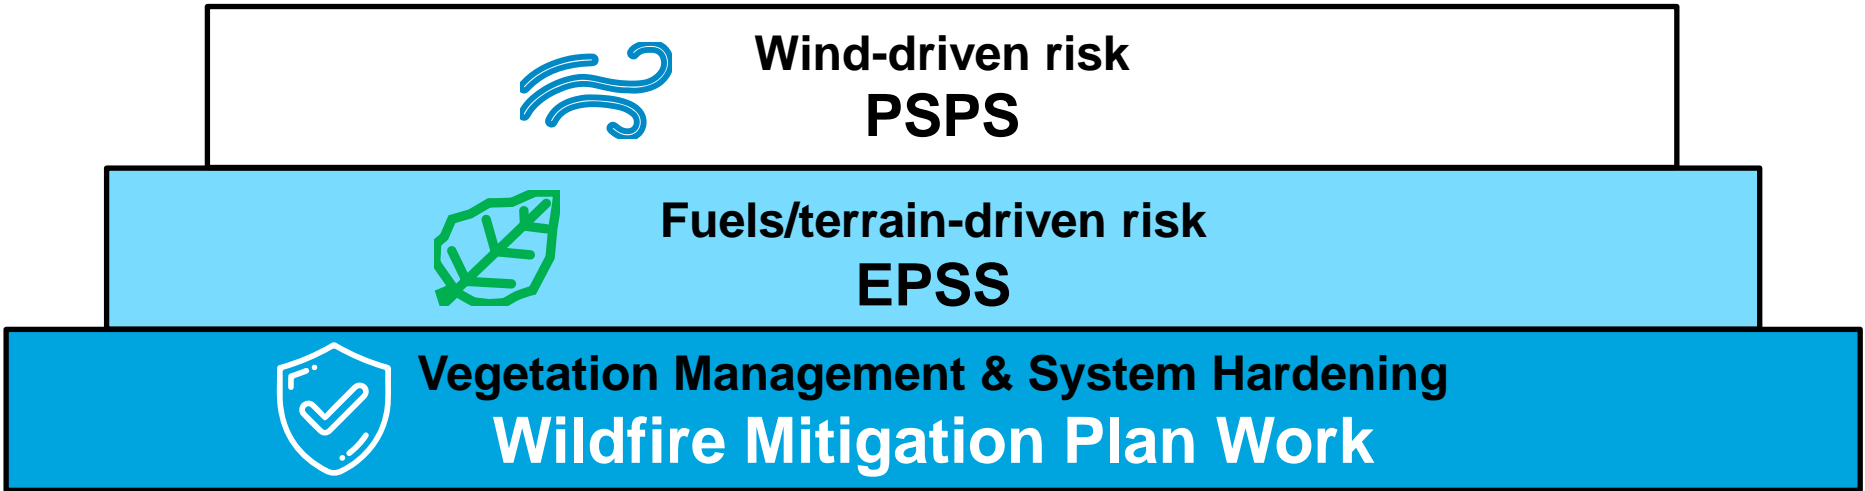 Wind-driven risk
PSPS
Fuels/terrain-driven risk
EPSS
Vegetation Management & System Hardening
Wildfire Mitigation Plan Work